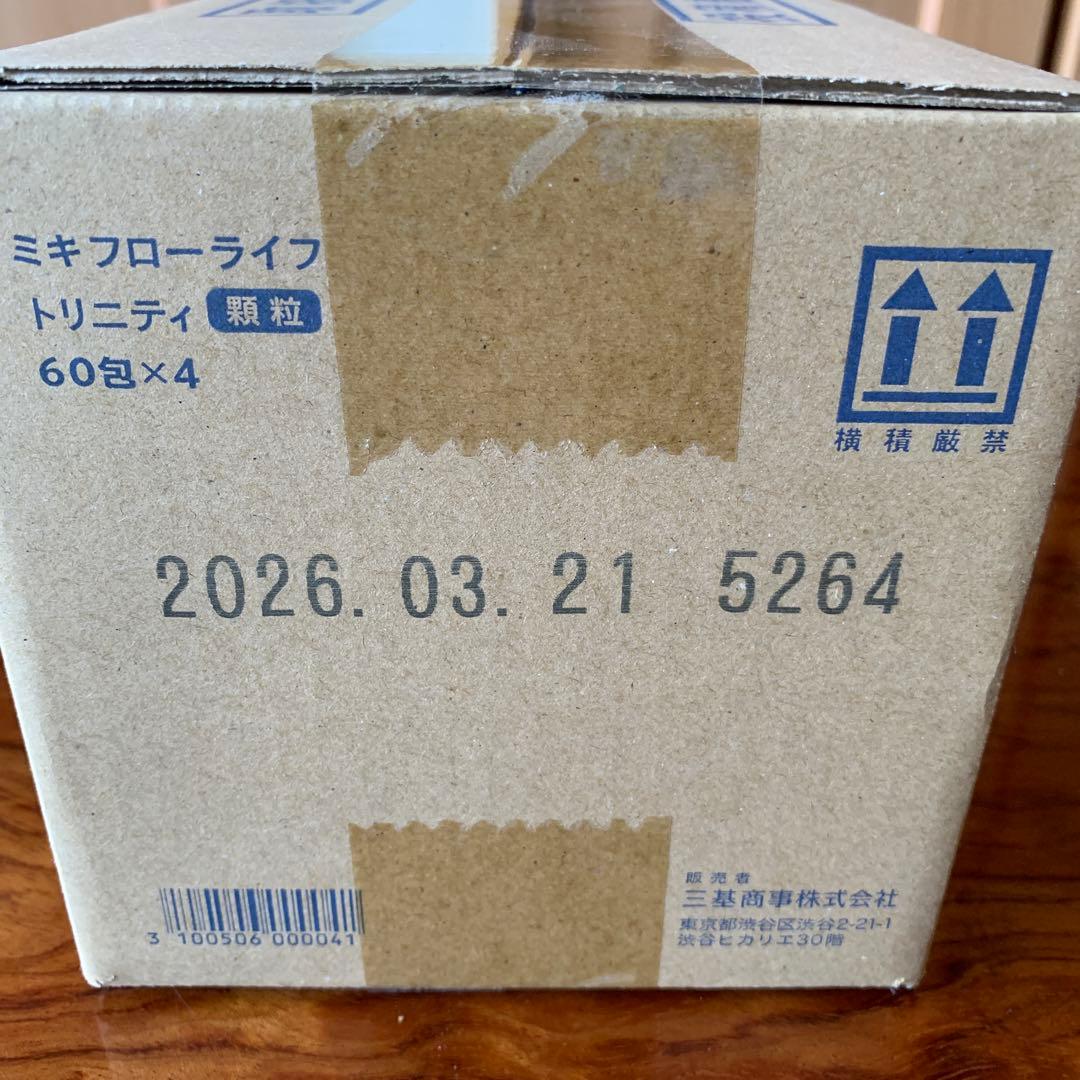 ミキフローライフ
トリニティ 顆粒
60包×4
横積厳禁
2026.03.21 5264
3 100506 000041
販売者
三基商事株式会社
東京都渋谷区渋谷2-21-1
渋谷ヒカリエ30階